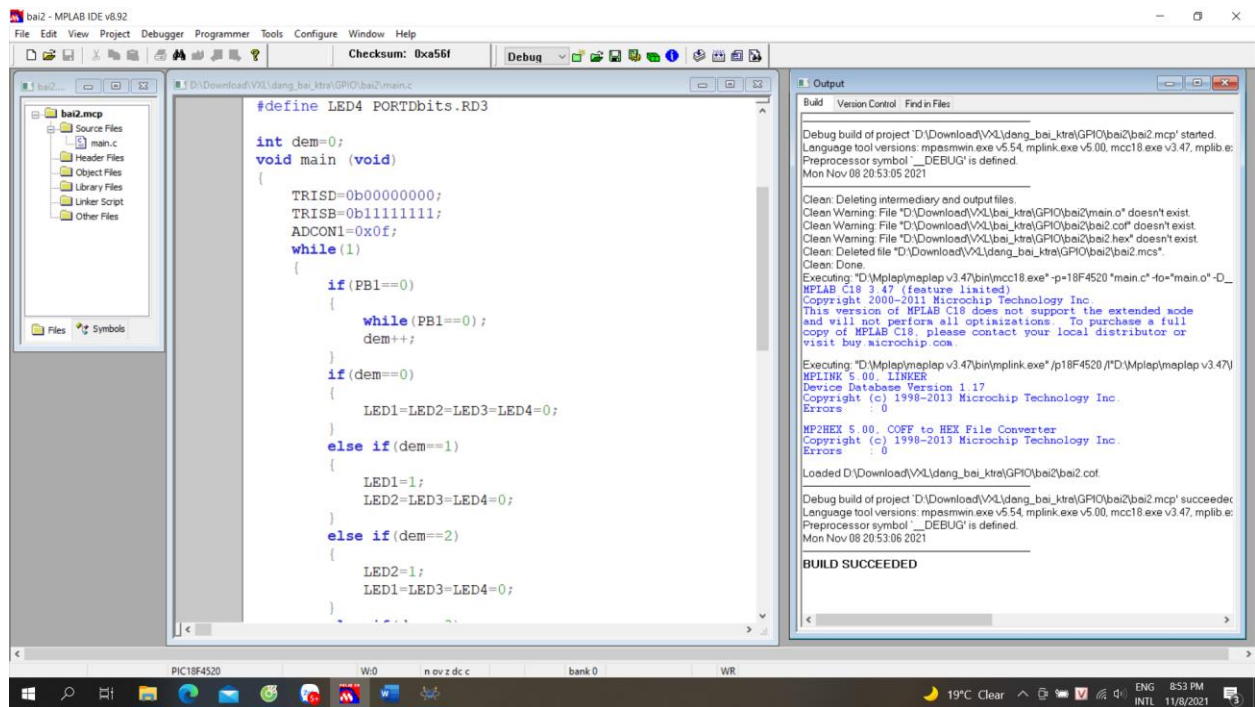 bai2 - MPLAB IDE v8.92
File Edit View Project Debugger Programmer Tools Configure Window Help
Checksum: 0xa56f
Debug
bai2...
bai2.mcp
Source Files
main.c
Header Files
Object Files
Library Files
Linker Script
Other Files
Files Symbols
D:\Download\VXL\dang_bai_ktra\GPIO\bai2\main.c
#define LED4 PORTDbits.RD3
int dem=0;
void main (void)
{
TRISD=0b00000000;
TRISB=0b11111111;
ADCON1=0x0f;
while(1)
{
if(PB1==0)
{
while(PB1==0);
dem++;
}
if(dem==0)
{
LED1=LED2=LED3=LED4=0;
}
else if(dem==1)
{
LED1=1;
LED2=LED3=LED4=0;
}
else if(dem==2)
{
LED2=1;
LED1=LED3=LED4=0;
}
Output
Build Version Control Find in Files
Debug build of project `D:\Download\VXL\dang_bai_ktra\GPIO\bai2\bai2.mcp' started.
Language tool versions: mpasmwin.exe v5.54, mplink.exe v5.00, mcc18.exe v3.47, mplib.e
Preprocessor symbol `__DEBUG' is defined.
Mon Nov 08 20:53:05 2021
Clean: Deleting intermediary and output files.
Clean Warning: File "D:\Download\VXL\bai_ktra\GPIO\bai2\main.o" doesn't exist.
Clean Warning: File "D:\Download\VXL\bai_ktra\GPIO\bai2\bai2.cof" doesn't exist.
Clean Warning: File "D:\Download\VXL\bai_ktra\GPIO\bai2\bai2.hex" doesn't exist.
Clean: Deleted file "D:\Download\VXL\dang_bai_ktra\GPIO\bai2\bai2.mcs".
Clean: Done.
Executing: "D:\Mplap\maplap v3.47\bin\mcc18.exe" -p=18F4520 "main.c" -fo="main.o" -D_
MPLAB C18 3.47 (feature limited)
Copyright 2000-2011 Microchip Technology Inc.
This version of MPLAB C18 does not support the extended mode
and will not perform all optimizations. To purchase a full
copy of MPLAB C18, please contact your local distributor or
visit buy.microchip.com.
Executing: "D:\Mplap\maplap v3.47\bin\mplink.exe" /p18F4520 /l"D:\Mplap\maplap v3.47\l
MPLINK 5.00, LINKER
Device Database Version 1.17
Copyright (c) 1998-2013 Microchip Technology Inc.
Errors : 0
MP2HEX 5.00, COFF to HEX File Converter
Copyright (c) 1998-2013 Microchip Technology Inc.
Errors : 0
Loaded D:\Download\VXL\dang_bai_ktra\GPIO\bai2\bai2.cof.
Debug build of project `D:\Download\VXL\dang_bai_ktra\GPIO\bai2\bai2.mcp' succeeded
Language tool versions: mpasmwin.exe v5.54, mplink.exe v5.00, mcc18.exe v3.47, mplib.e
Preprocessor symbol `__DEBUG' is defined.
Mon Nov 08 20:53:06 2021
BUILD SUCCEEDED
PIC18F4520 W:0 n ov z dc c bank 0 WR
19°C Clear ENG 8:53 PM
INTL 11/8/2021